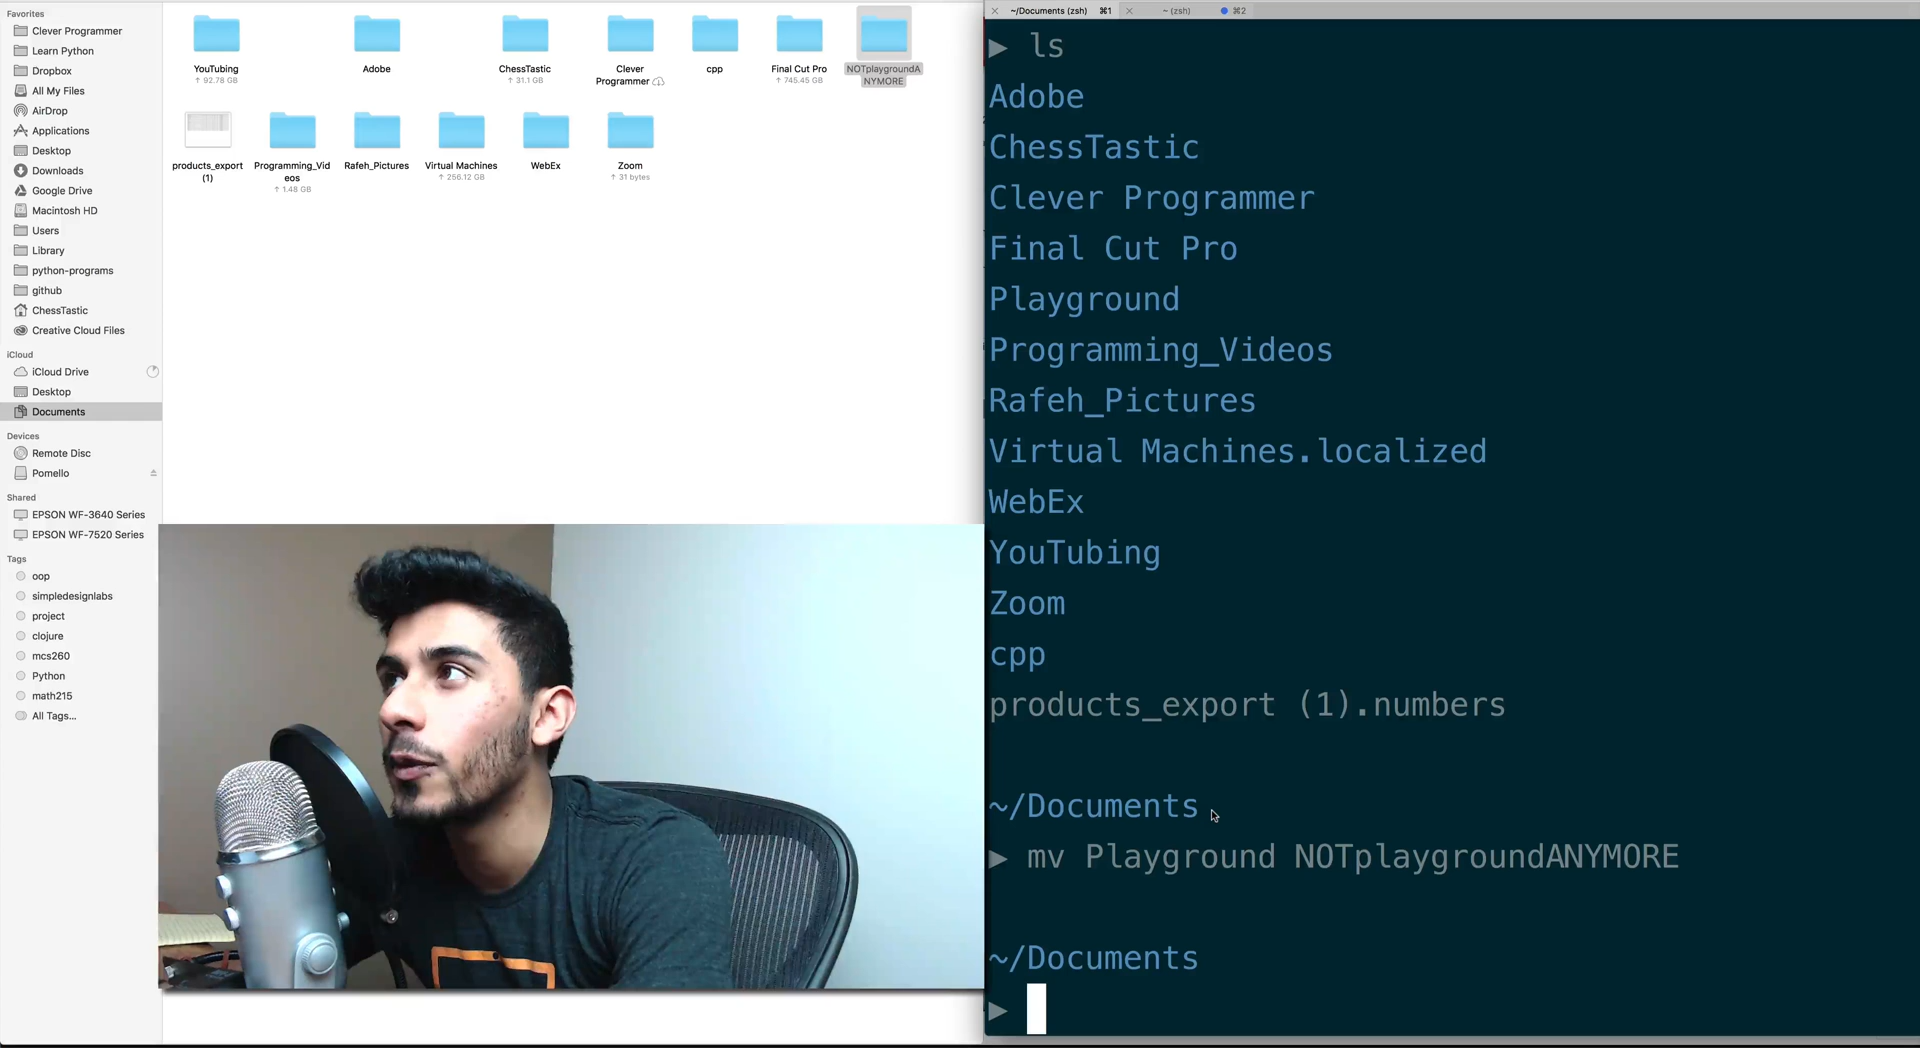 Favorites
Clever Programmer
Learn Python
Dropbox
All My Files
AirDrop
Applications
Desktop
Downloads
Google Drive
Macintosh HD
Users
Library
python-programs
github
ChessTastic
Creative Cloud Files
iCloud
iCloud Drive
Desktop
Documents
Devices
Remote Disc
Pomello
Shared
EPSON WF-3640 Series
EPSON WF-7520 Series
Tags
oop
simpledesignlabs
project
clojure
mcs260
Python
math215
All Tags...
YouTubing
↑ 92.78 GB
Adobe
ChessTastic
↑ 31.1 GB
Clever
Programmer
cpp
Final Cut Pro
↑ 745.45 GB
NOTplaygroundA
NYMORE
products_export
(1)
Programming_Vid
eos
↑ 1.48 GB
Rafeh_Pictures
Virtual Machines
↑ 256.12 GB
WebEx
Zoom
↑ 31 bytes
~/Documents (zsh) ⌘1
~ (zsh) ⌘2
▶ ls
Adobe
ChessTastic
Clever Programmer
Final Cut Pro
Playground
Programming_Videos
Rafeh_Pictures
Virtual Machines.localized
WebEx
YouTubing
Zoom
cpp
products_export (1).numbers
~/Documents
▶ mv Playground NOTplaygroundANYMORE
~/Documents
▶